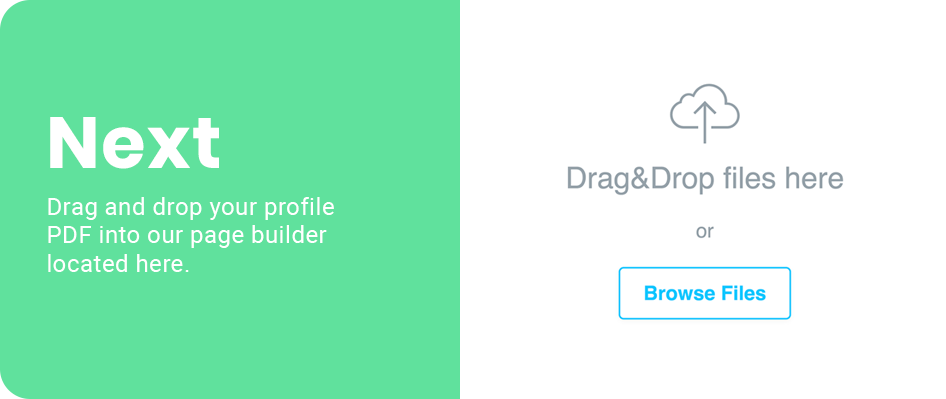 Next
Drag and drop your profile
PDF into our page builder
located here.
Drag&Drop files here
or
Browse Files